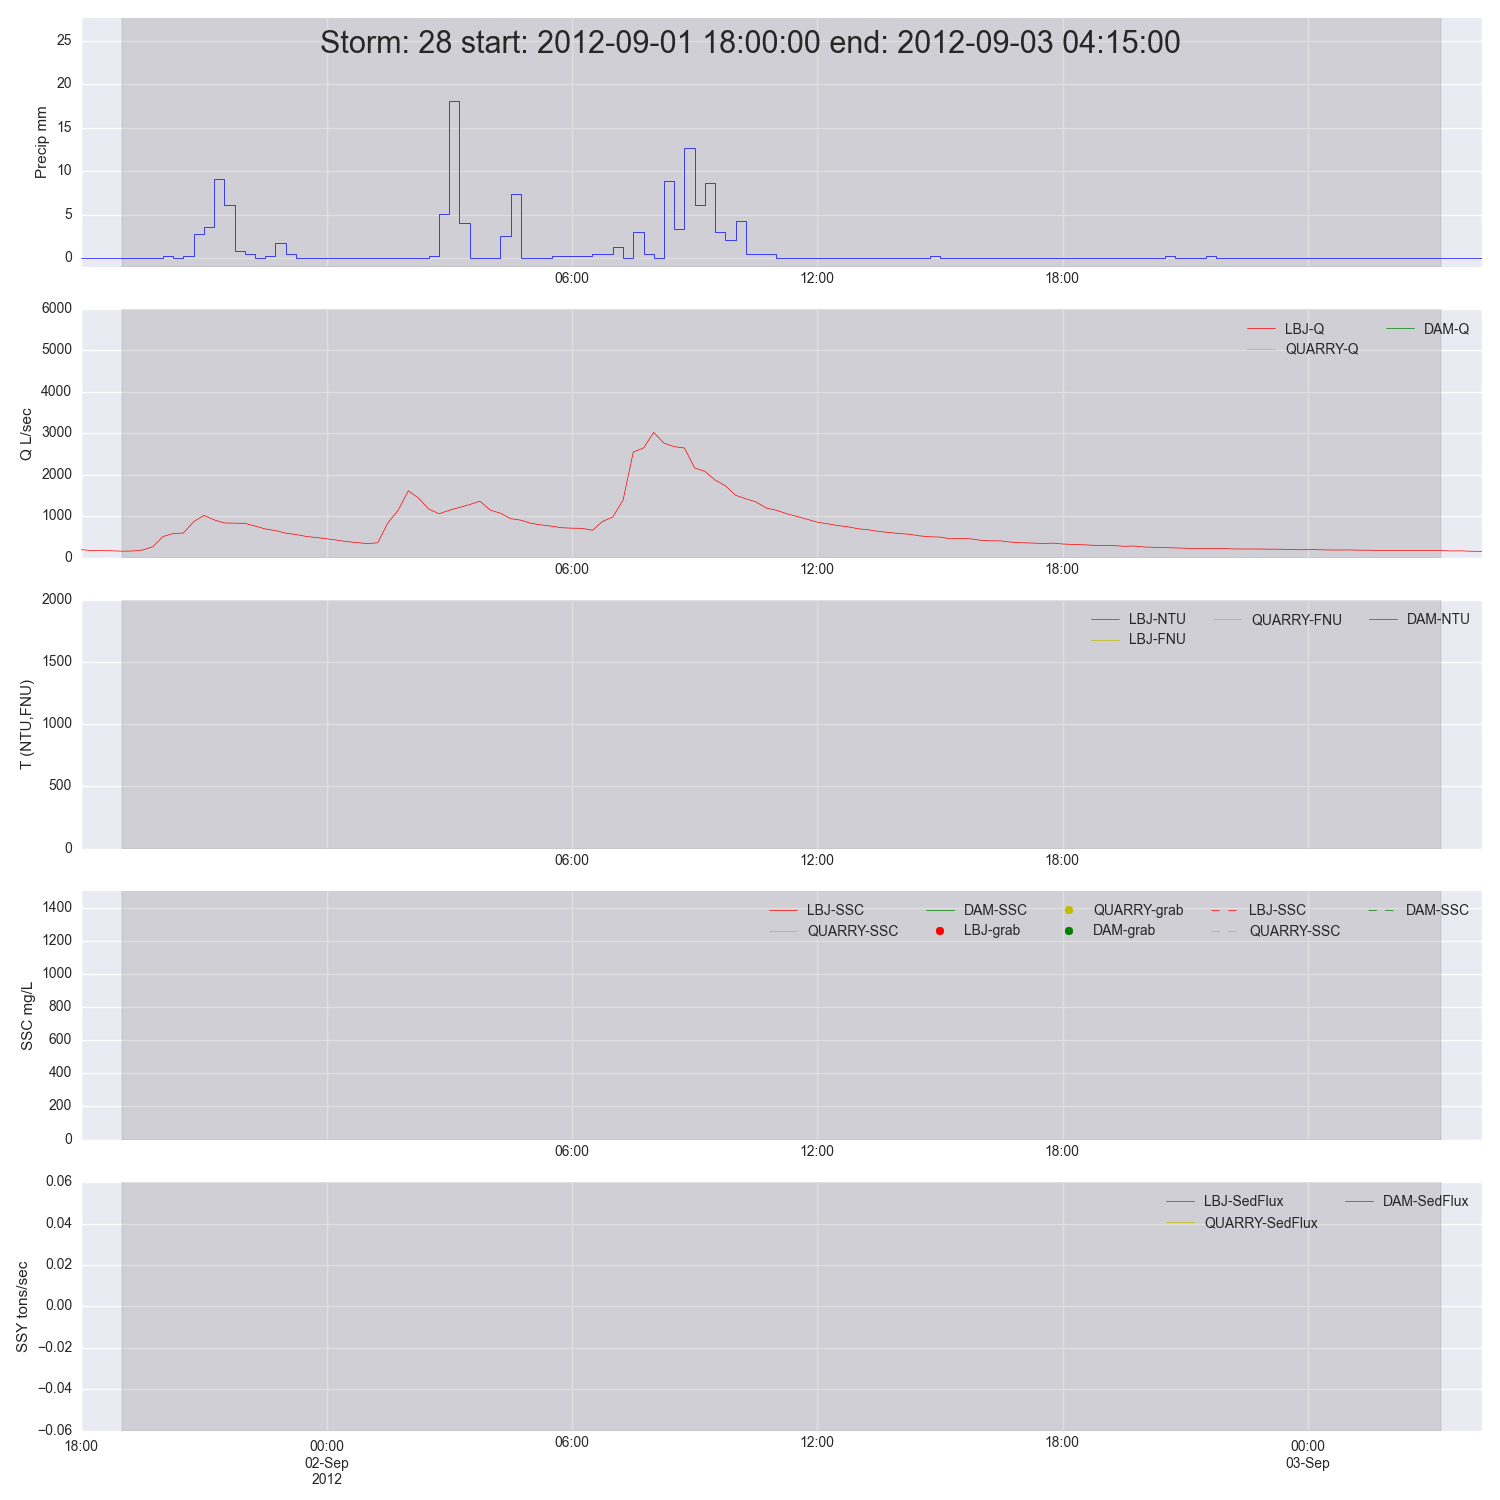 Storm: 28 start: 2012-09-01 18:00:00 end: 2012-09-03 04:15:00
Precip mm
25
20
15
10
5
0
06:00 12:00 18:00
Q L/sec
6000
5000
4000
3000
2000
1000
0
LBJ-Q DAM-Q
QUARRY-Q
06:00 12:00 18:00
T (NTU,FNU)
2000
1500
1000
500
0
LBJ-NTU QUARRY-FNU DAM-NTU
LBJ-FNU
06:00 12:00 18:00
SSC mg/L
1400
1200
1000
800
600
400
200
0
LBJ-SSC DAM-SSC QUARRY-grab LBJ-SSC DAM-SSC
QUARRY-SSC LBJ-grab DAM-grab QUARRY-SSC
06:00 12:00 18:00
SSY tons/sec
0.06
0.04
0.02
0.00
−0.02
−0.04
−0.06
LBJ-SedFlux DAM-SedFlux
QUARRY-SedFlux
18:00 00:00 06:00 12:00 18:00 00:00
02-Sep 03-Sep
2012